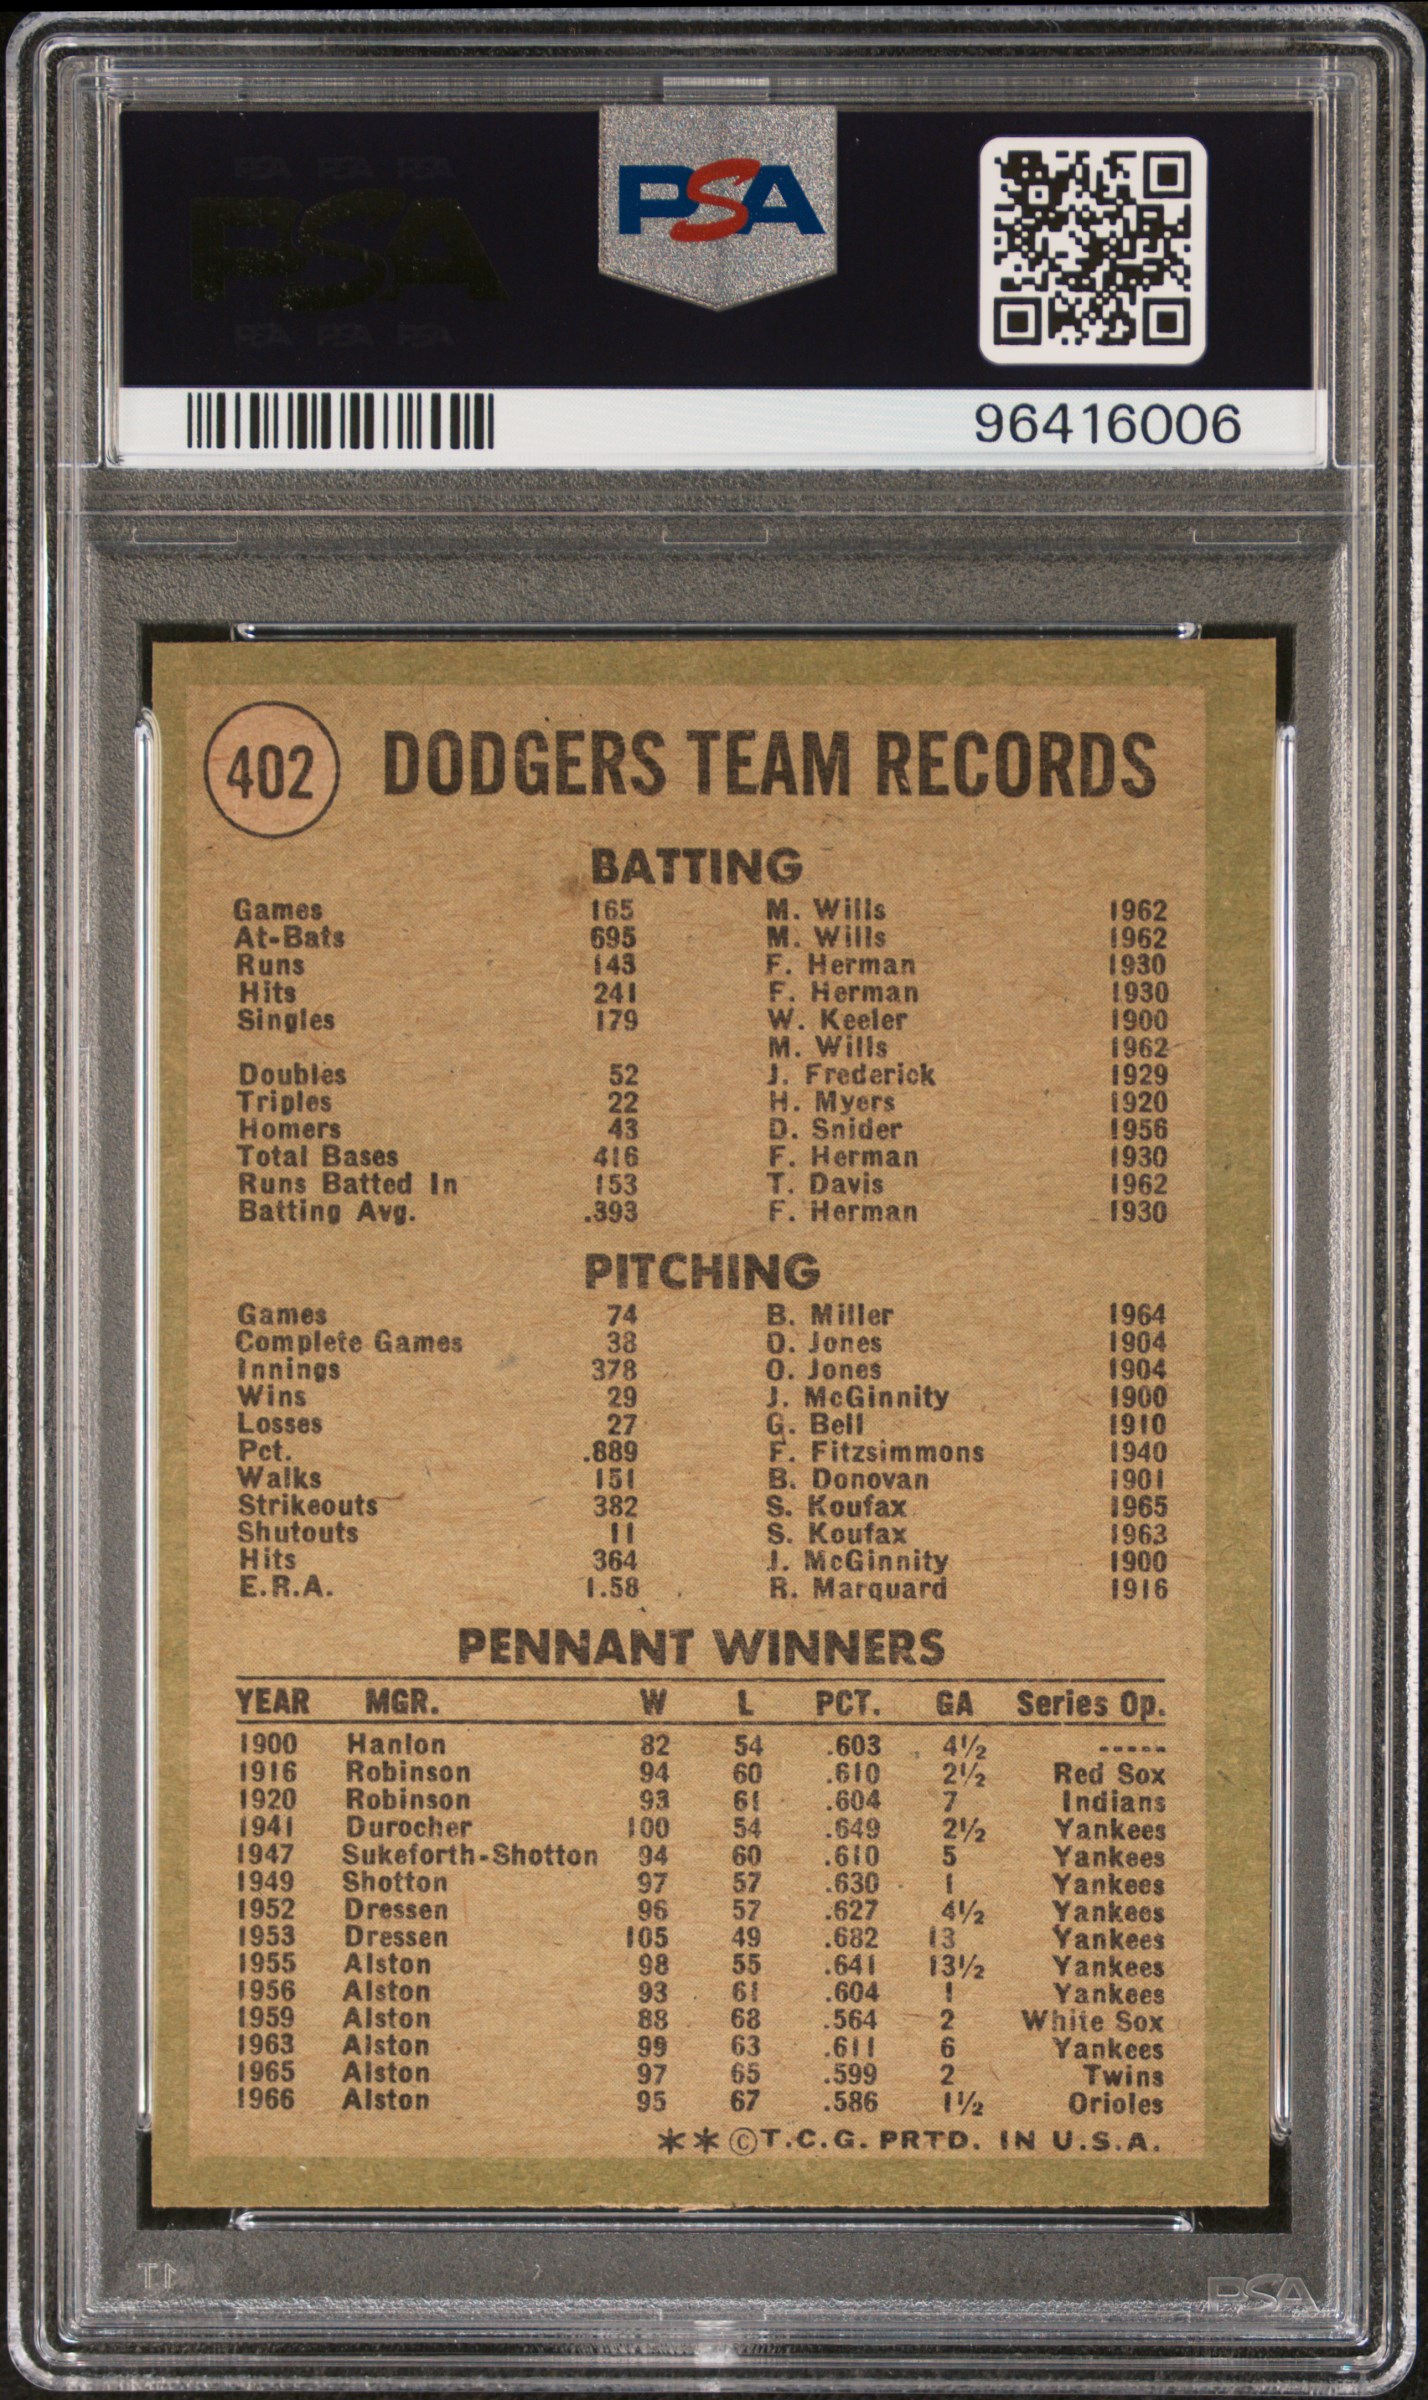 PSA PSA PSA
PSA
PSA PSA PSA
PSA
96416006
402 DODGERS TEAM RECORDS
BATTING
Games 165 M. Wills 1962
At-Bats 695 M. Wills 1962
Runs 143 F. Herman 1930
Hits 241 F. Herman 1930
Singles 179 W. Keeler 1900
M. Wills 1962
Doubles 52 J. Frederick 1929
Triples 22 H. Myers 1920
Homers 43 D. Snider 1956
Total Bases 416 F. Herman 1930
Runs Batted In 153 T. Davis 1962
Batting Avg. .393 F. Herman 1930
PITCHING
Games 74 B. Miller 1964
Complete Games 38 O. Jones 1904
Innings 378 O. Jones 1904
Wins 29 J. McGinnity 1900
Losses 27 G. Bell 1910
Pct. .889 F. Fitzsimmons 1940
Walks 151 B. Donovan 1901
Strikeouts 382 S. Koufax 1965
Shutouts 11 S. Koufax 1963
Hits 364 J. McGinnity 1900
E.R.A. 1.58 R. Marquard 1916
PENNANT WINNERS
YEAR MGR. W L PCT. GA Series Op.
1900 Hanlon 82 54 .603 4½ -----
1916 Robinson 94 60 .610 2½ Red Sox
1920 Robinson 93 61 .604 7 Indians
1941 Durocher 100 54 .649 2½ Yankees
1947 Sukeforth-Shotton 94 60 .610 5 Yankees
1949 Shotton 97 57 .630 1 Yankees
1952 Dressen 96 57 .627 4½ Yankees
1953 Dressen 105 49 .682 13 Yankees
1955 Alston 98 55 .641 13½ Yankees
1956 Alston 93 61 .604 1 Yankees
1959 Alston 88 68 .564 2 White Sox
1963 Alston 99 63 .611 6 Yankees
1965 Alston 97 65 .599 2 Twins
1966 Alston 95 67 .586 1½ Orioles
**©T.C.G. PRTD. IN U.S.A.
PSA